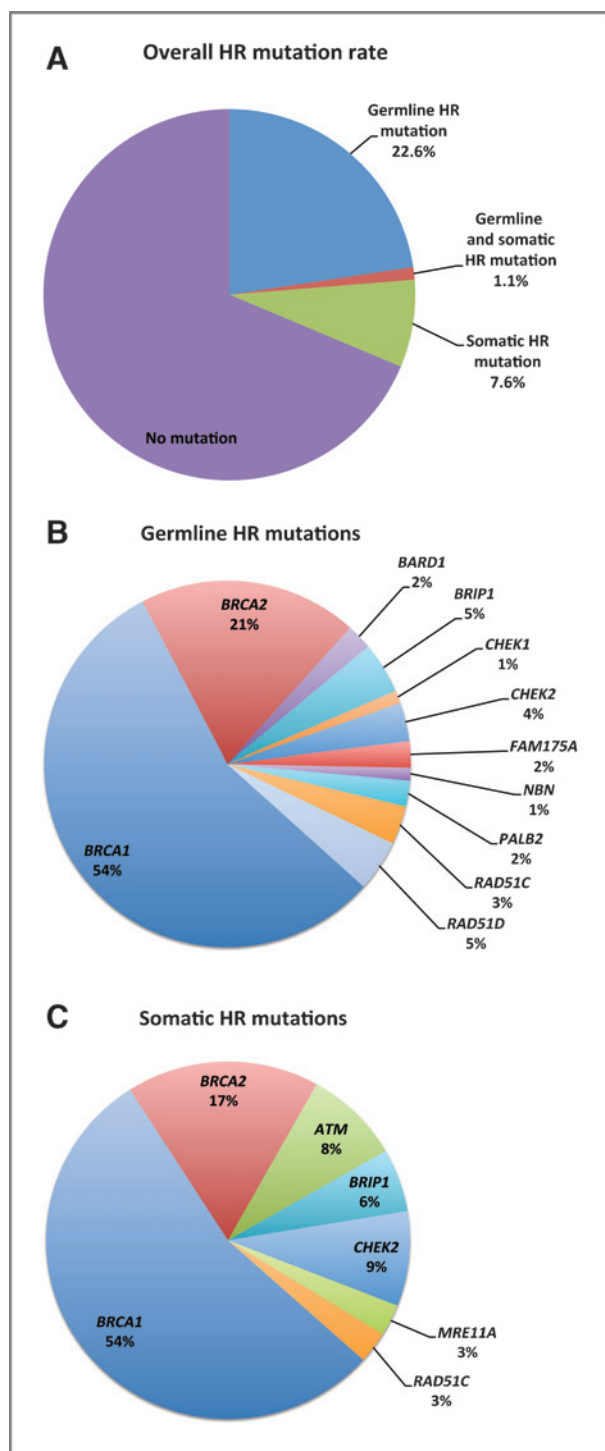 A
Overall HR mutation rate
Germline HR
mutation
22.6%
Germline
and somatic
HR mutation
1.1%
Somatic HR
mutation
7.6%
No mutation
B
Germline HR mutations
BARD1
2%
BRIP1
5%
CHEK1
1%
CHEK2
4%
FAM175A
2%
NBN
1%
PALB2
2%
RAD51C
3%
RAD51D
5%
BRCA2
21%
BRCA1
54%
C
Somatic HR mutations
BRCA2
17%
ATM
8%
BRIP1
6%
CHEK2
9%
MRE11A
3%
RAD51C
3%
BRCA1
54%